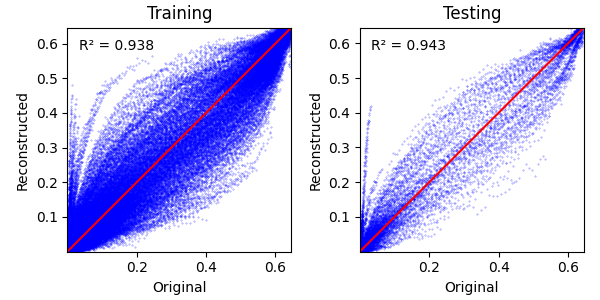 Training
R² = 0.938
0.6
0.5
0.4
0.3
0.2
0.1
Reconstructed
0.2 0.4 0.6
Original
Testing
R² = 0.943
0.6
0.5
0.4
0.3
0.2
0.1
Reconstructed
0.2 0.4 0.6
Original